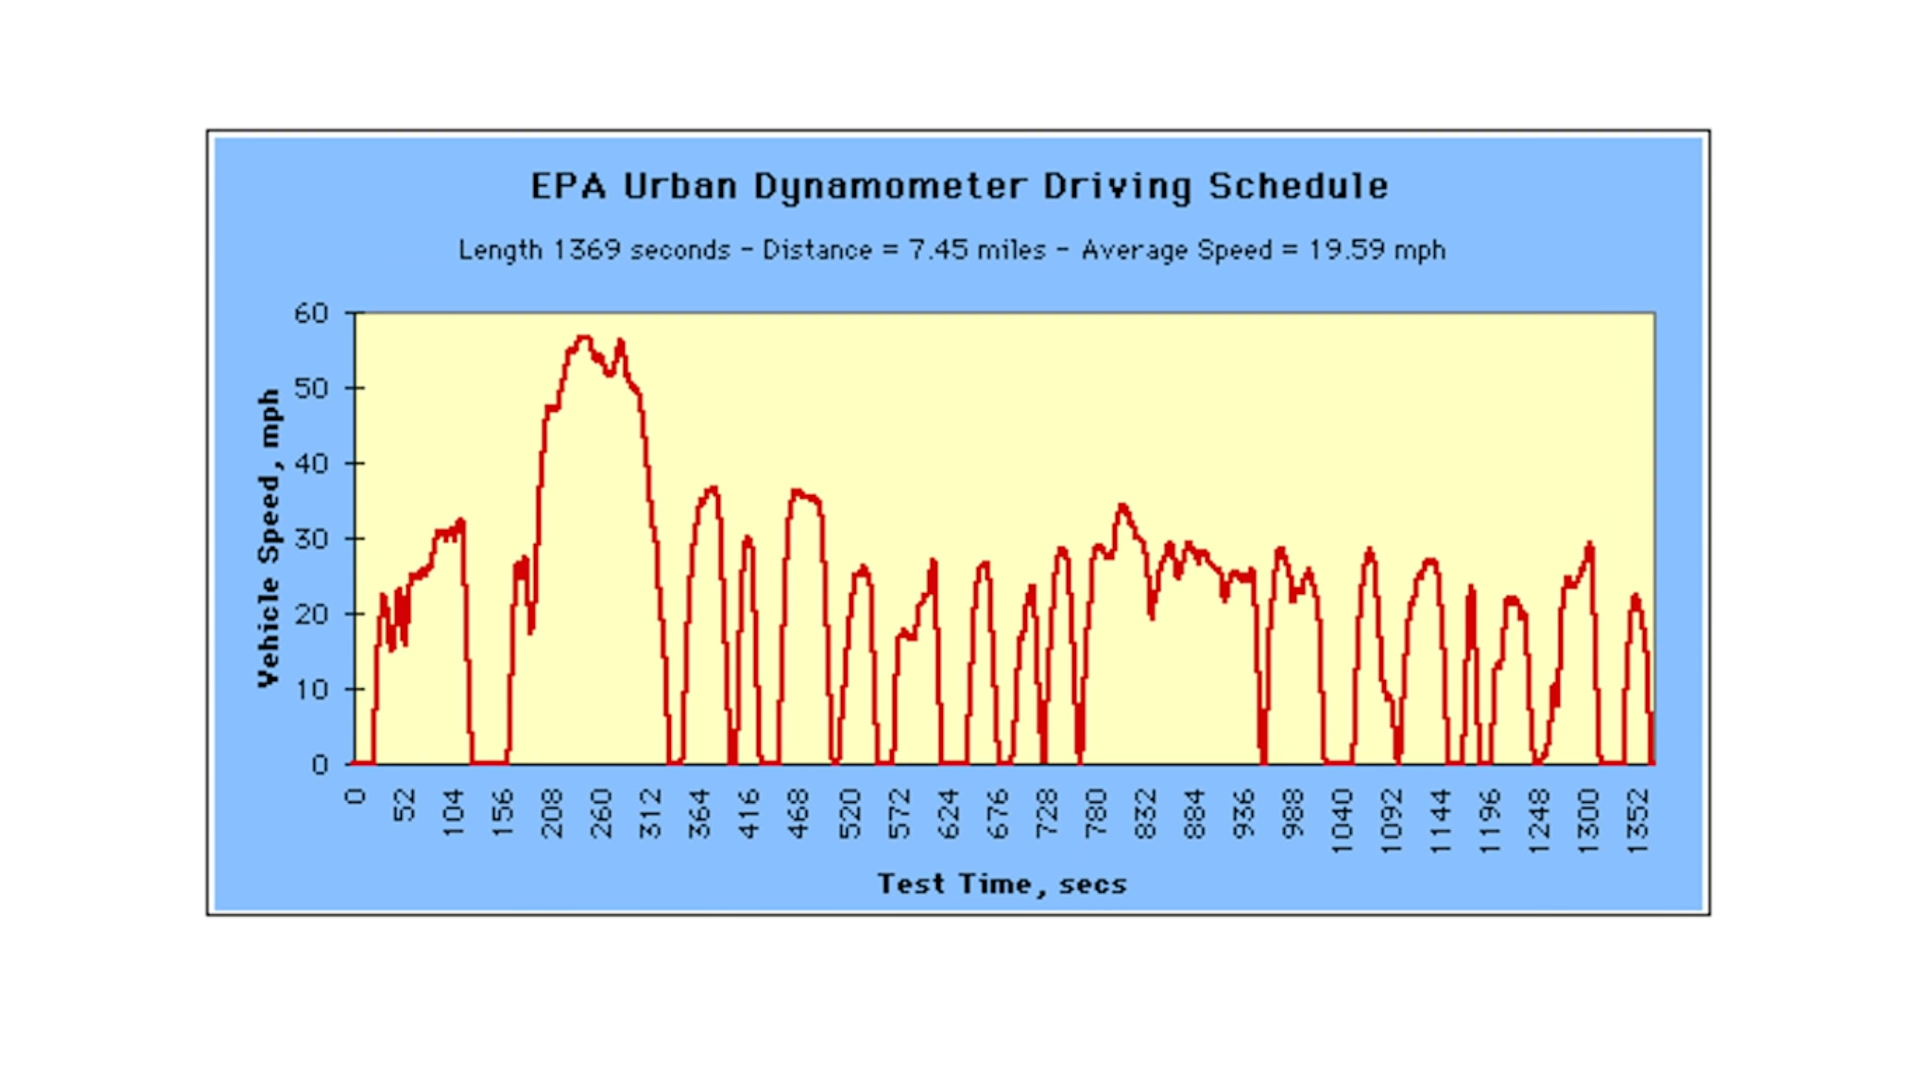 EPA Urban Dynamometer Driving Schedule
Length 1369 seconds - Distance = 7.45 miles - Average Speed = 19.59 mph
Vehicle Speed, mph
60
50
40
30
20
10
0
0 52 104 156 208 260 312 364 416 468 520 572 624 676 728 780 832 884 936 988 1040 1092 1144 1196 1248 1300 1352
Test Time, secs